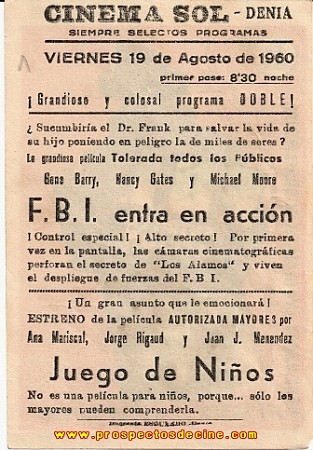 CINEMA SOL - DENIA
SIEMPRE SELECTOS PROGRAMAS
VIERNES 19 de Agosto de 1960
primer pase: 8'30 noche
¡Grandioso y colosal programa DOBLE!
¿Sucumbiría el Dr. Frank para salvar la vida de
su hijo poniendo en peligro la de miles de seres?
La grandiosa película Tolerada todos los Públicos
Gene Barry, Nancy Gates y Michael Moore
F.B.I. entra en acción
¡Control especial! ¡Alto secreto! Por primera
vez en la pantalla, las cámaras cinematográficas
perforan el secreto de "Los Alamos" y viven
el despliegue de fuerzas del F.B I.
¡Un gran asunto que le emocionará!
ESTRENO de la película AUTORIZADA MAYORES por
Ana Mariscal, Jorge Rigaud y Juan J. Menendez
Juego de Niños
No es una película para niños, porque... sólo los
mayores pueden comprenderla.
www.prospectosdecine.com